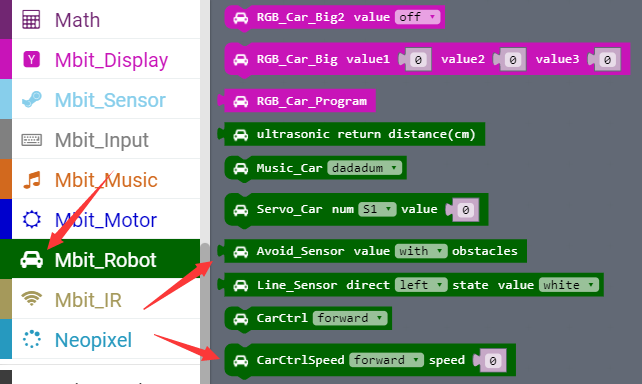 Math
Mbit_Display
Mbit_Sensor
Mbit_Input
Mbit_Music
Mbit_Motor
Mbit_Robot
Mbit_IR
Neopixel
RGB_Car_Big2 value off
RGB_Car_Big value1 0 value2 0 value3 0
RGB_Car_Program
ultrasonic return distance(cm)
Music_Car dadadum
Servo_Car num S1 value 0
Avoid_Sensor value with obstacles
Line_Sensor direct left state value white
CarCtrl forward
CarCtrlSpeed forward speed 0